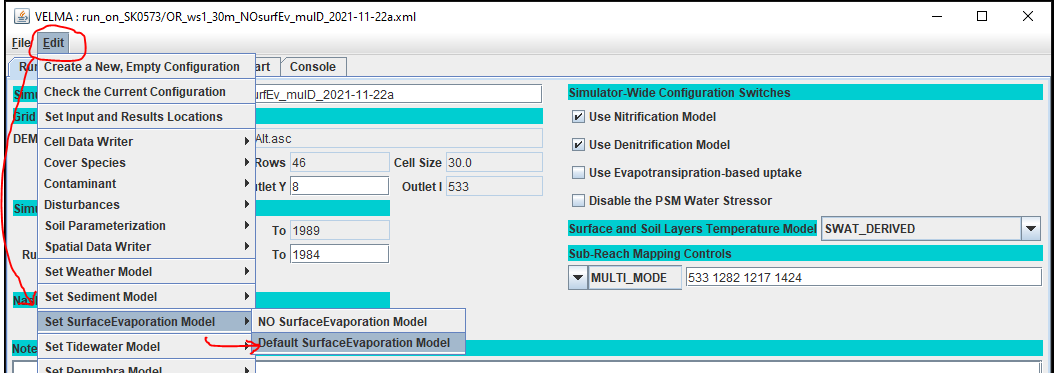 VELMA : run_on_SK0573/OR_ws1_30m_NOsurfEv_muID_2021-11-22a.xml
File Edit
Run
art
Console
Create a New, Empty Configuration
Check the Current Configuration
Set Input and Results Locations
Cell Data Writer
Cover Species
Contaminant
Disturbances
Soil Parameterization
Spatial Data Writer
Set Weather Model
Set Sediment Model
Set SurfaceEvaporation Model
Set Tidewater Model
Set Penumbra Model
NO SurfaceEvaporation Model
Default SurfaceEvaporation Model
Simu
urfEv_muID_2021-11-22a
Grid
DEM
Alt.asc
Rows 46 Cell Size 30.0
utlet Y 8 Outlet I 533
Simu
To 1989
Ru
To 1984
Nas
Note
Simulator-Wide Configuration Switches
Use Nitrification Model
Use Denitrification Model
Use Evapotransipration-based uptake
Disable the PSM Water Stressor
Surface and Soil Layers Temperature Model SWAT_DERIVED
Sub-Reach Mapping Controls
MULTI_MODE 533 1282 1217 1424